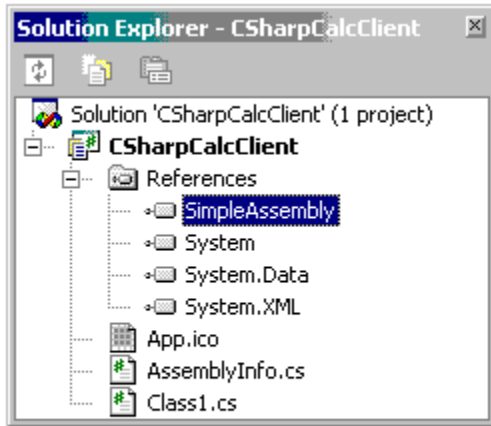 Solution Explorer - CSharpCalcClient
Solution 'CSharpCalcClient' (1 project)
CSharpCalcClient
References
SimpleAssembly
System
System.Data
System.XML
App.ico
AssemblyInfo.cs
Class1.cs